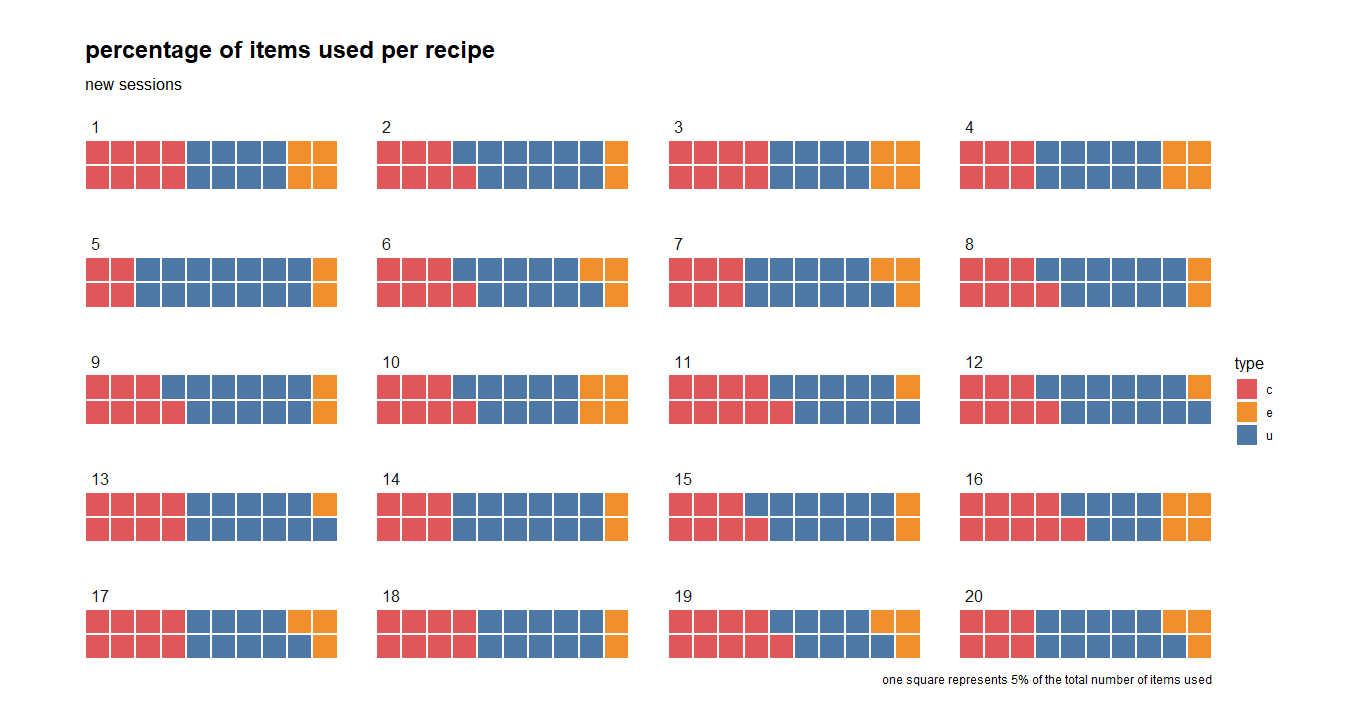 percentage of items used per recipe
new sessions
1 2 3 4
5 6 7 8
9 10 11 12
type
c
e
u
13 14 15 16
17 18 19 20
one square represents 5% of the total number of items used